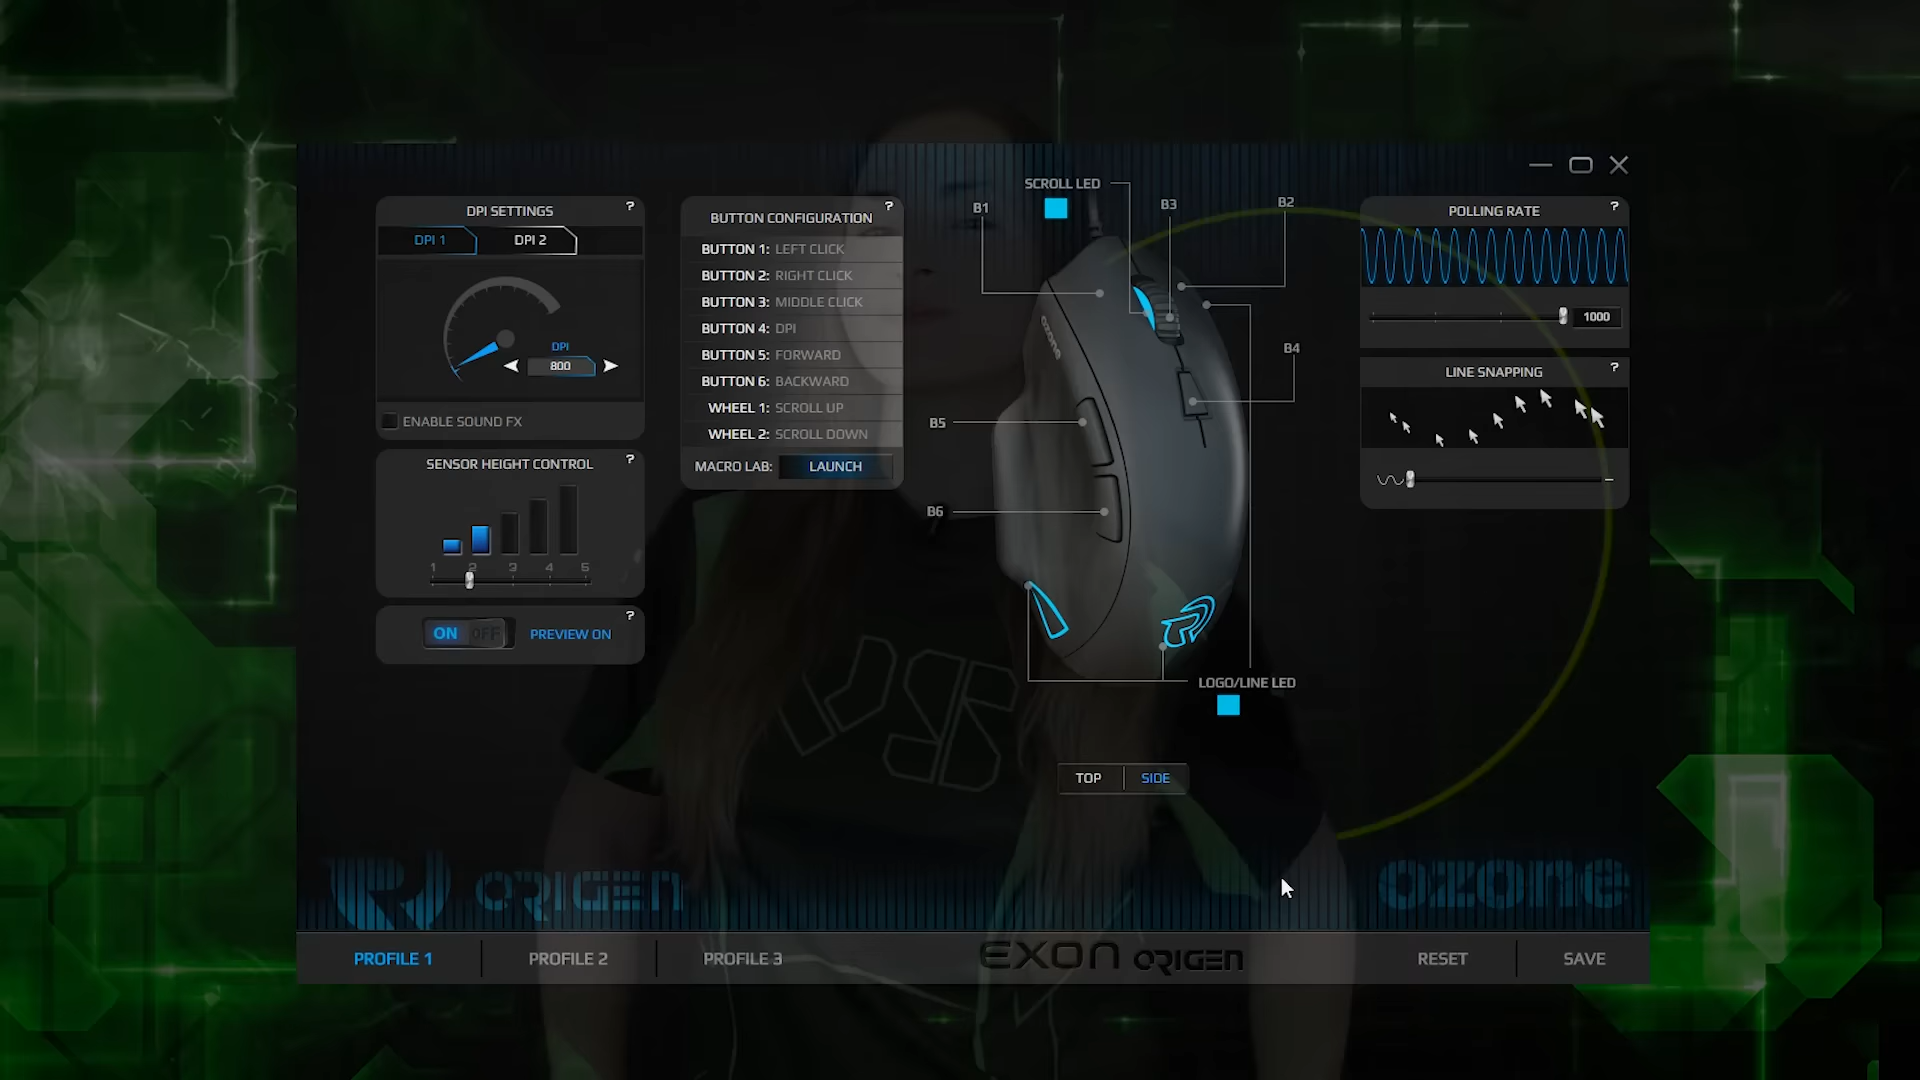 DPI SETTINGS ?
DPI 1 DPI 2
DPI
800
ENABLE SOUND FX
SENSOR HEIGHT CONTROL ?
1 2 3 4 5
ON OFF PREVIEW ON ?
BUTTON CONFIGURATION ?
BUTTON 1: LEFT CLICK
BUTTON 2: RIGHT CLICK
BUTTON 3: MIDDLE CLICK
BUTTON 4: DPI
BUTTON 5: FORWARD
BUTTON 6: BACKWARD
WHEEL 1: SCROLL UP
WHEEL 2: SCROLL DOWN
MACRO LAB: LAUNCH
SCROLL LED
B1
B3
B2
B4
B5
B6
ozone
LOGO/LINE LED
TOP SIDE
POLLING RATE ?
1000
LINE SNAPPING ?
ORIGEN
ozone
PROFILE 1 PROFILE 2 PROFILE 3 EXON ORIGEN RESET SAVE